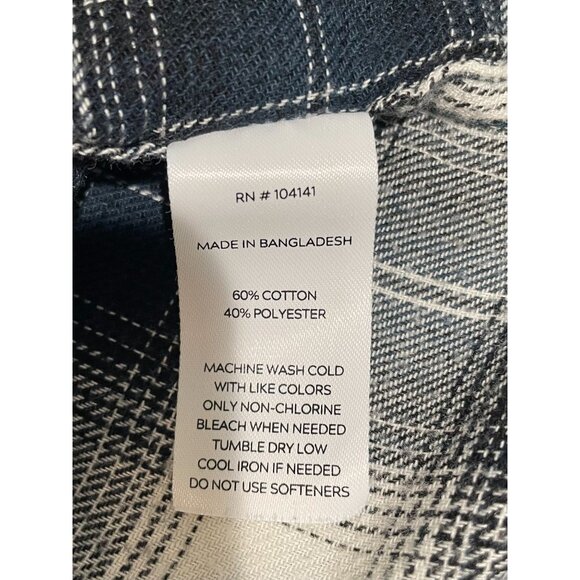 RN # 104141
MADE IN BANGLADESH
60% COTTON
40% POLYESTER
MACHINE WASH COLD
WITH LIKE COLORS
ONLY NON-CHLORINE
BLEACH WHEN NEEDED
TUMBLE DRY LOW
COOL IRON IF NEEDED
DO NOT USE SOFTENERS